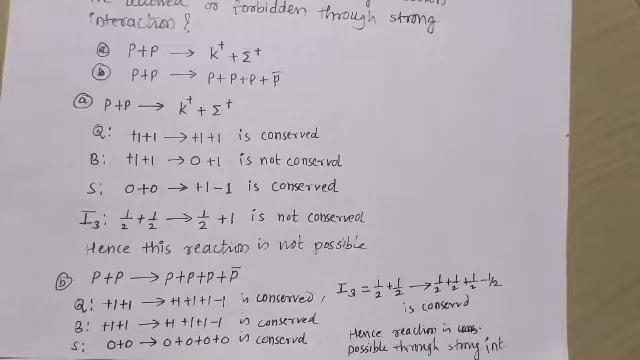 allowed or forbidden through strong
interaction?
(a) P+P → K⁺ + Σ⁺
(b) P+P → P+P+P+p̅
(a) P+P → K⁺ + Σ⁺
Q: +1+1 → +1+1 is conserved
B: +1+1 → 0+1 is not conservd
S: 0+0 → +1-1 is conserved
I₃: 1/2 + 1/2 → 1/2 + 1 is not conserved
Hence this reaction is not possible
(b) P+P → P+P+P+p̅
Q: +1+1 → +1+1+1-1 is conserved,
B: +1+1 → +1+1+1-1 is conserved
S: 0+0 → 0+0+0+0 is conservd
I₃ = 1/2 + 1/2 → 1/2 + 1/2 + 1/2 - 1/2
is conservd
Hence reaction is
possible through strong int.